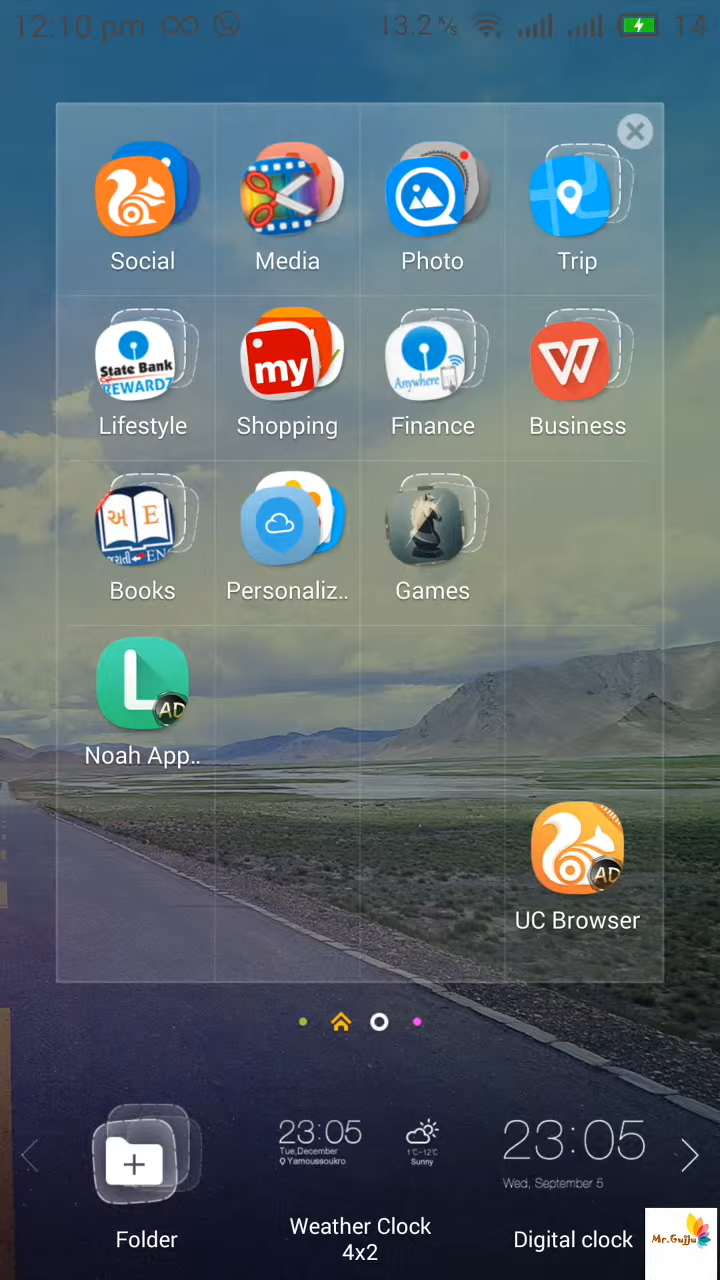 12:10 pm
13.2 K/s
14
Social
Media
Photo
Trip
State Bank
REWARDZ
my
Anywhere
W
Lifestyle
Shopping
Finance
Business
અ E
Books
Personaliz..
Games
L
AD
Noah App..
AD
UC Browser
23:05
Tue,December
Yamoussoukro
1°C-12°C
Sunny
23:05
Wed, September 5
Folder
Weather Clock
4x2
Digital clock
Mr.Gujju